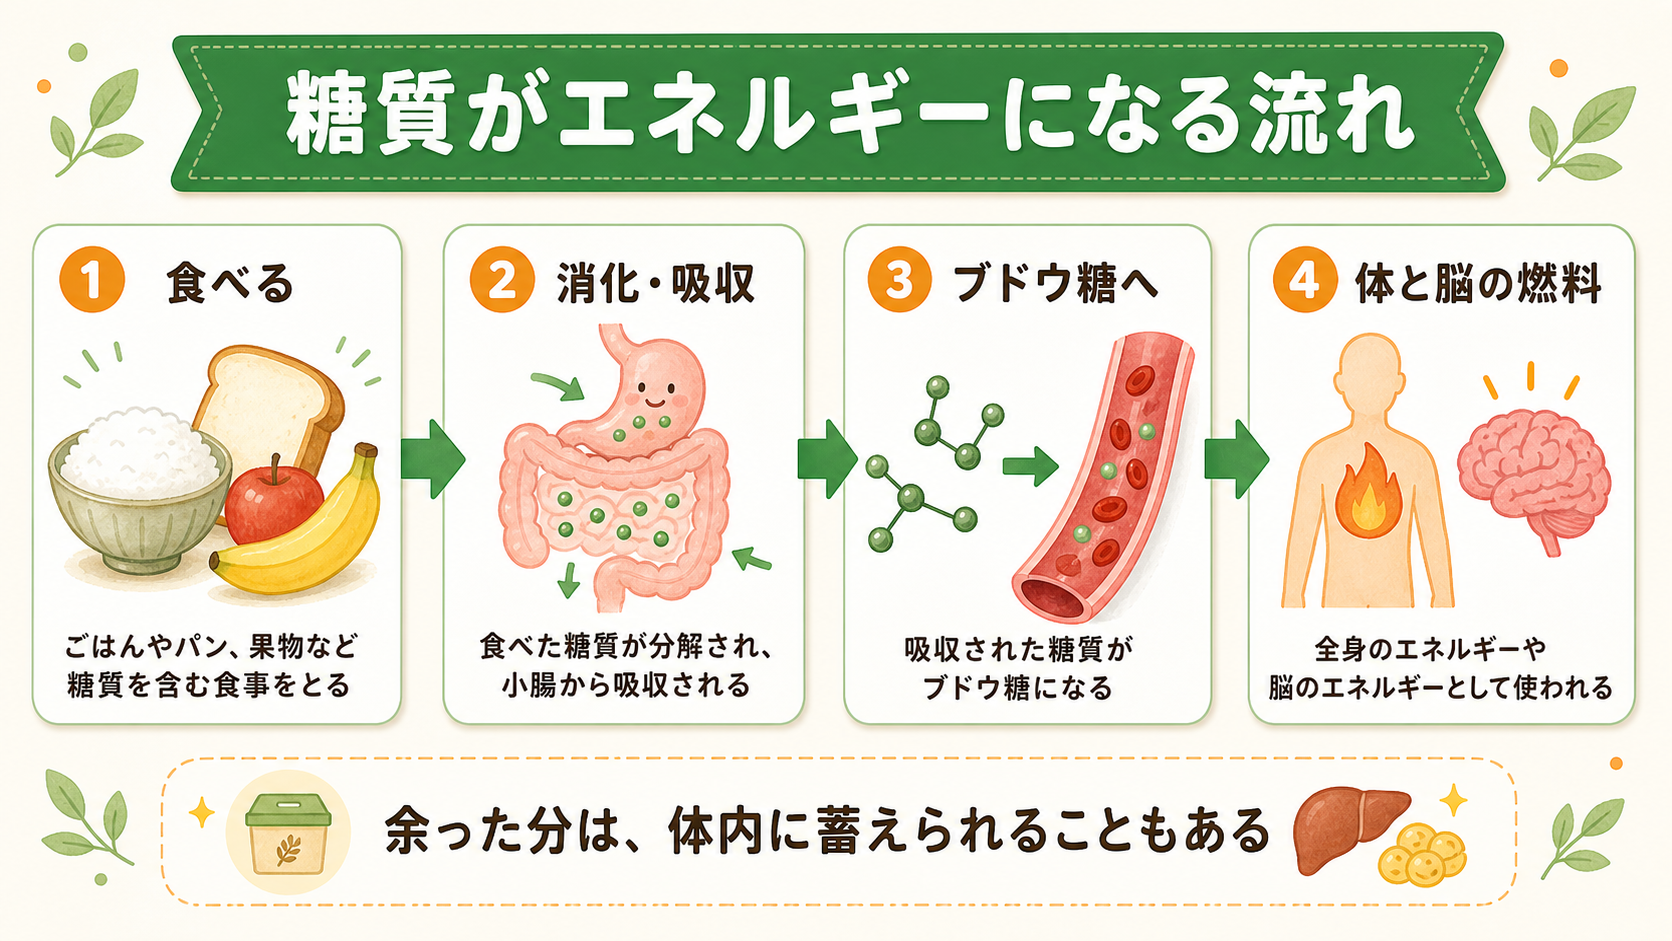 糖質がエネルギーになる流れ
1 食べる
ごはんやパン、果物など
糖質を含む食事をとる
2 消化・吸収
食べた糖質が分解され、
小腸から吸収される
3 ブドウ糖へ
吸収された糖質が
ブドウ糖になる
4 体と脳の燃料
全身のエネルギーや
脳のエネルギーとして使われる
余った分は、体内に蓄えられることもある